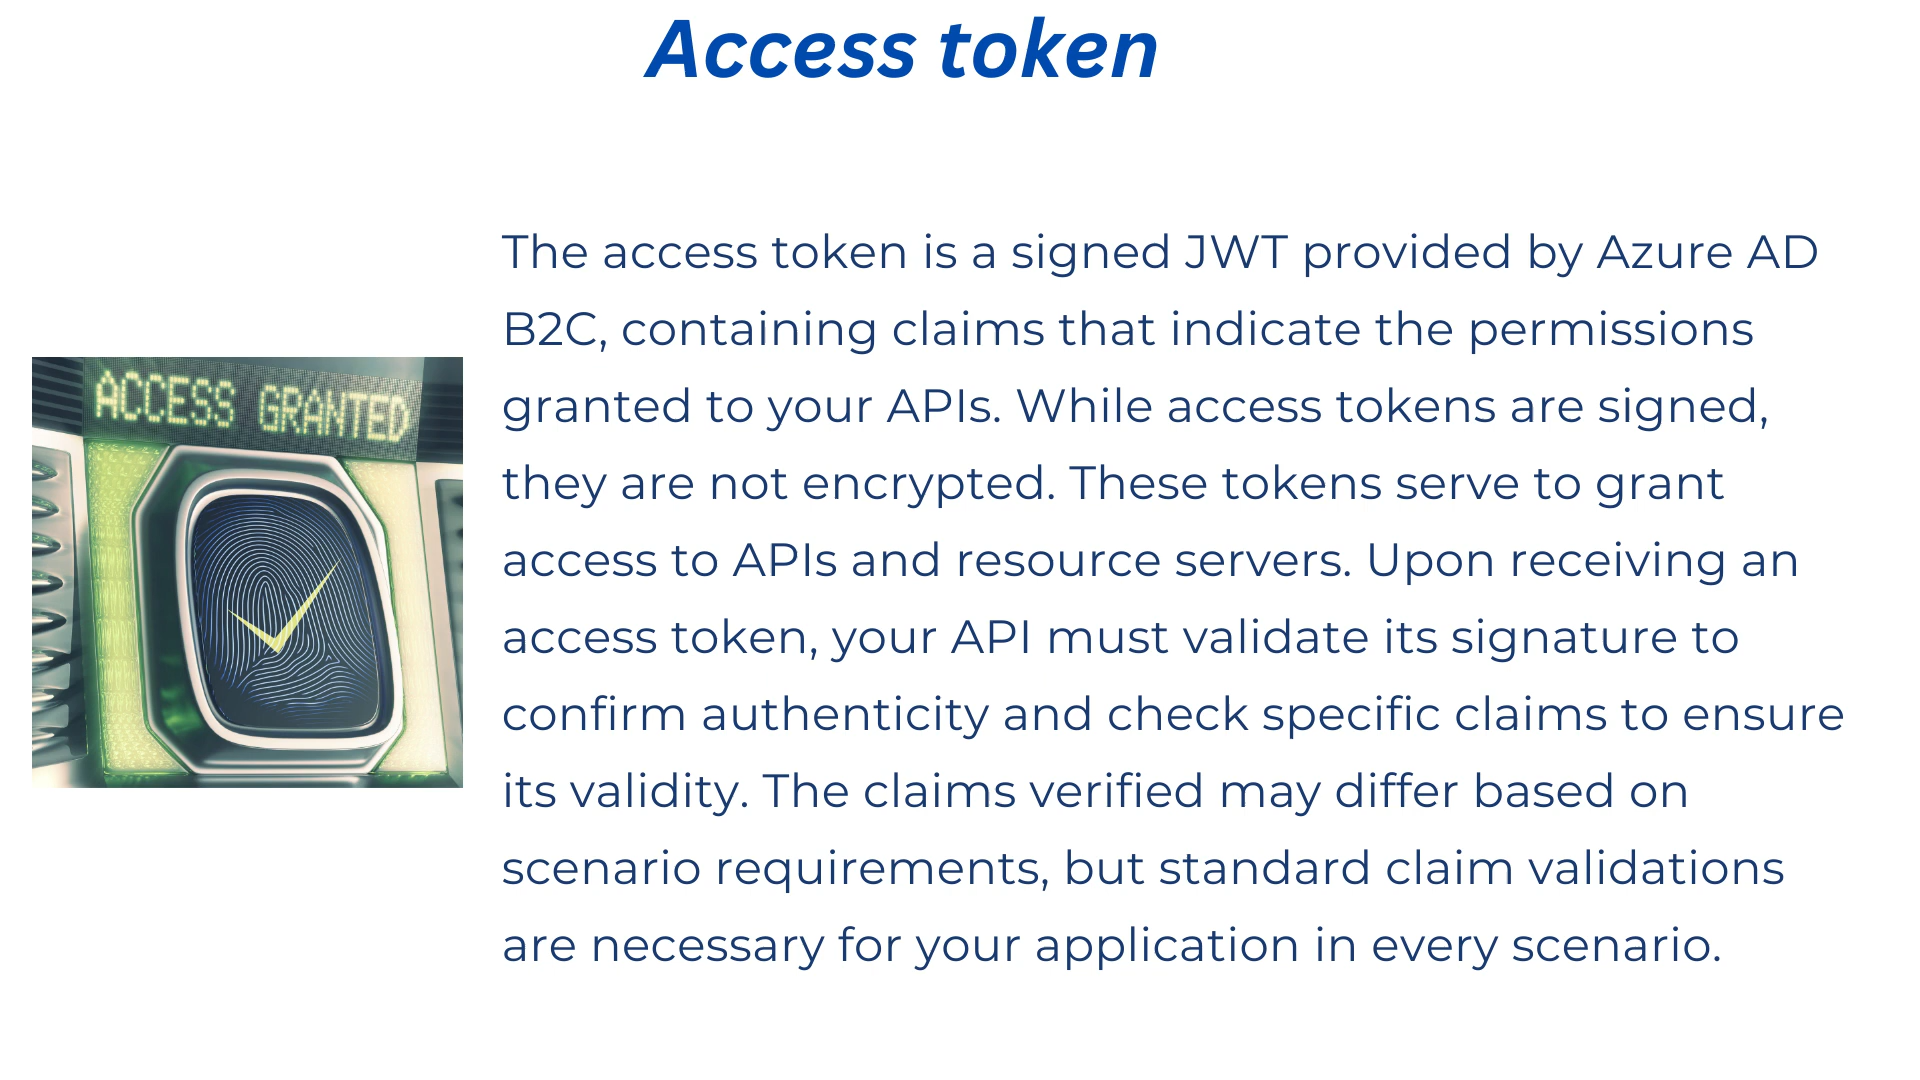 Access token
ACCESS GRANTED
The access token is a signed JWT provided by Azure AD
B2C, containing claims that indicate the permissions
granted to your APIs. While access tokens are signed,
they are not encrypted. These tokens serve to grant
access to APIs and resource servers. Upon receiving an
access token, your API must validate its signature to
confirm authenticity and check specific claims to ensure
its validity. The claims verified may differ based on
scenario requirements, but standard claim validations
are necessary for your application in every scenario.